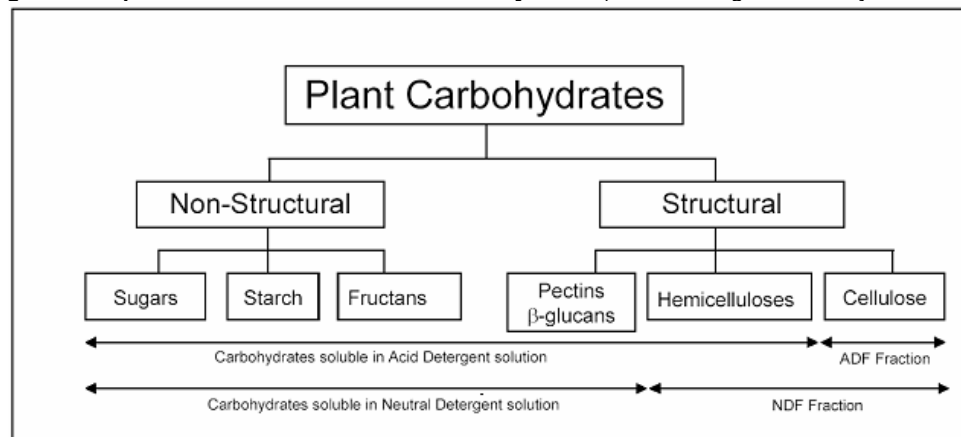 Plant Carbohydrates
Non-Structural
Structural
Sugars
Starch
Fructans
Pectins
β-glucans
Hemicelluloses
Cellulose
Carbohydrates soluble in Acid Detergent solution
ADF Fraction
Carbohydrates soluble in Neutral Detergent solution
NDF Fraction